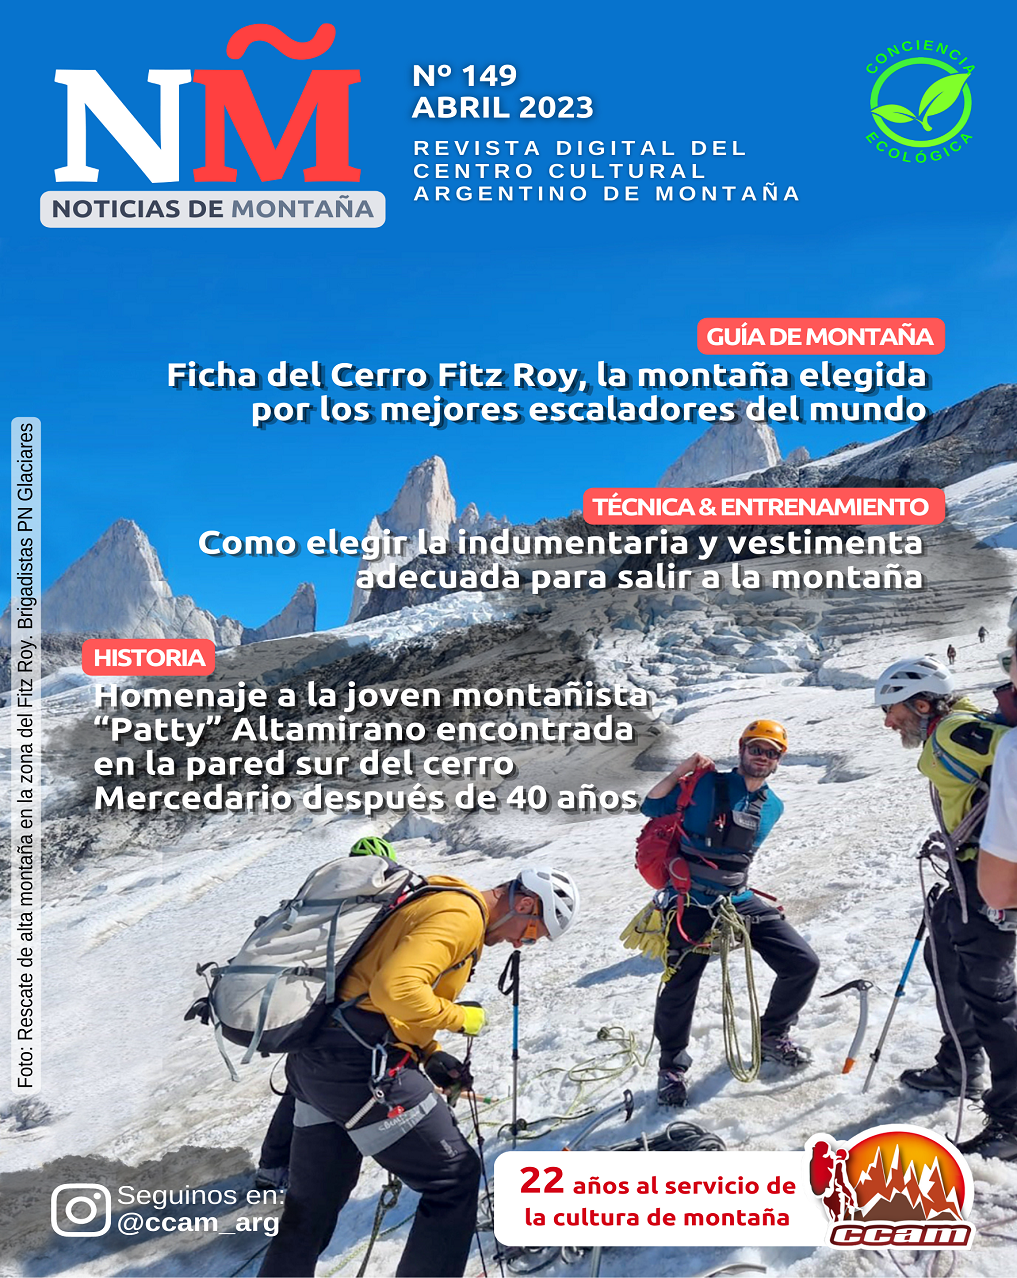 NM̃
NOTICIAS DE MONTAÑA
Nº 149
ABRIL 2023
REVISTA DIGITAL DEL
CENTRO CULTURAL
ARGENTINO DE MONTAÑA
CONCIENCIA
ECOLÓGICA
GUÍA DE MONTAÑA
Ficha del Cerro Fitz Roy, la montaña elegida
por los mejores escaladores del mundo
TÉCNICA & ENTRENAMIENTO
Como elegir la indumentaria y vestimenta
adecuada para salir a la montaña
HISTORIA
Homenaje a la joven montañista
“Patty” Altamirano encontrada
en la pared sur del cerro
Mercedario después de 40 años
Foto: Rescate de alta montaña en la zona del Fitz Roy. Brigadistas PN Glaciares
Seguinos en:
@ccam_arg
22 años al servicio de
la cultura de montaña
ccam